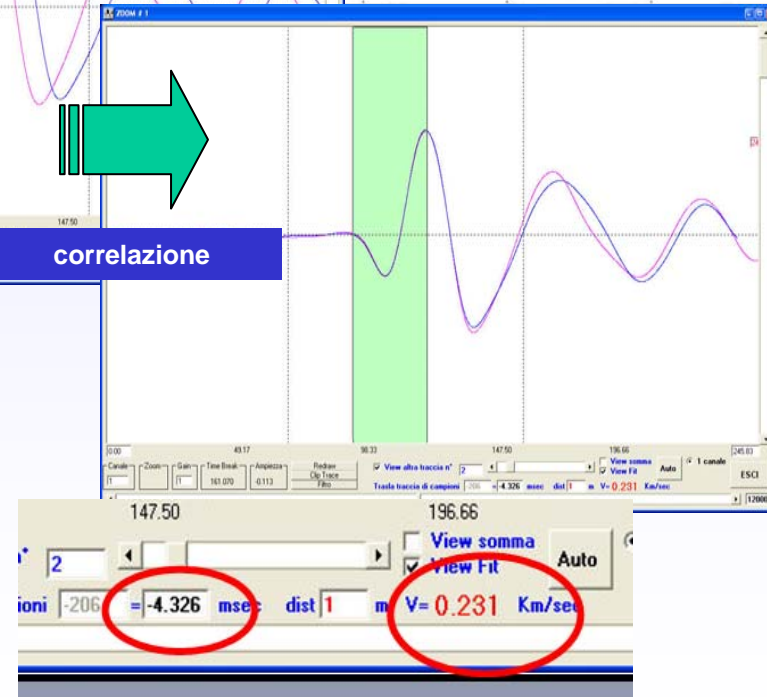 ZOOM # 1
147.50
correlazione
0.00 49.17 98.33 147.50 196.66 245.83
Canale Zoom Gain Time Break Ampiezza Redraw View altra traccia n° 2 View somma Auto 1 canale
1 1 161.070 -0.113 Clip Trace View Fit ESCI
Filtro Trasla traccia di campioni -206 =-4.326 msec dist 1 m V= 0.231 Km/sec
12000
147.50 196.66
2 View somma Auto
View Fit
ioni -206 =-4.326 msec dist 1 m V= 0.231 Km/sec